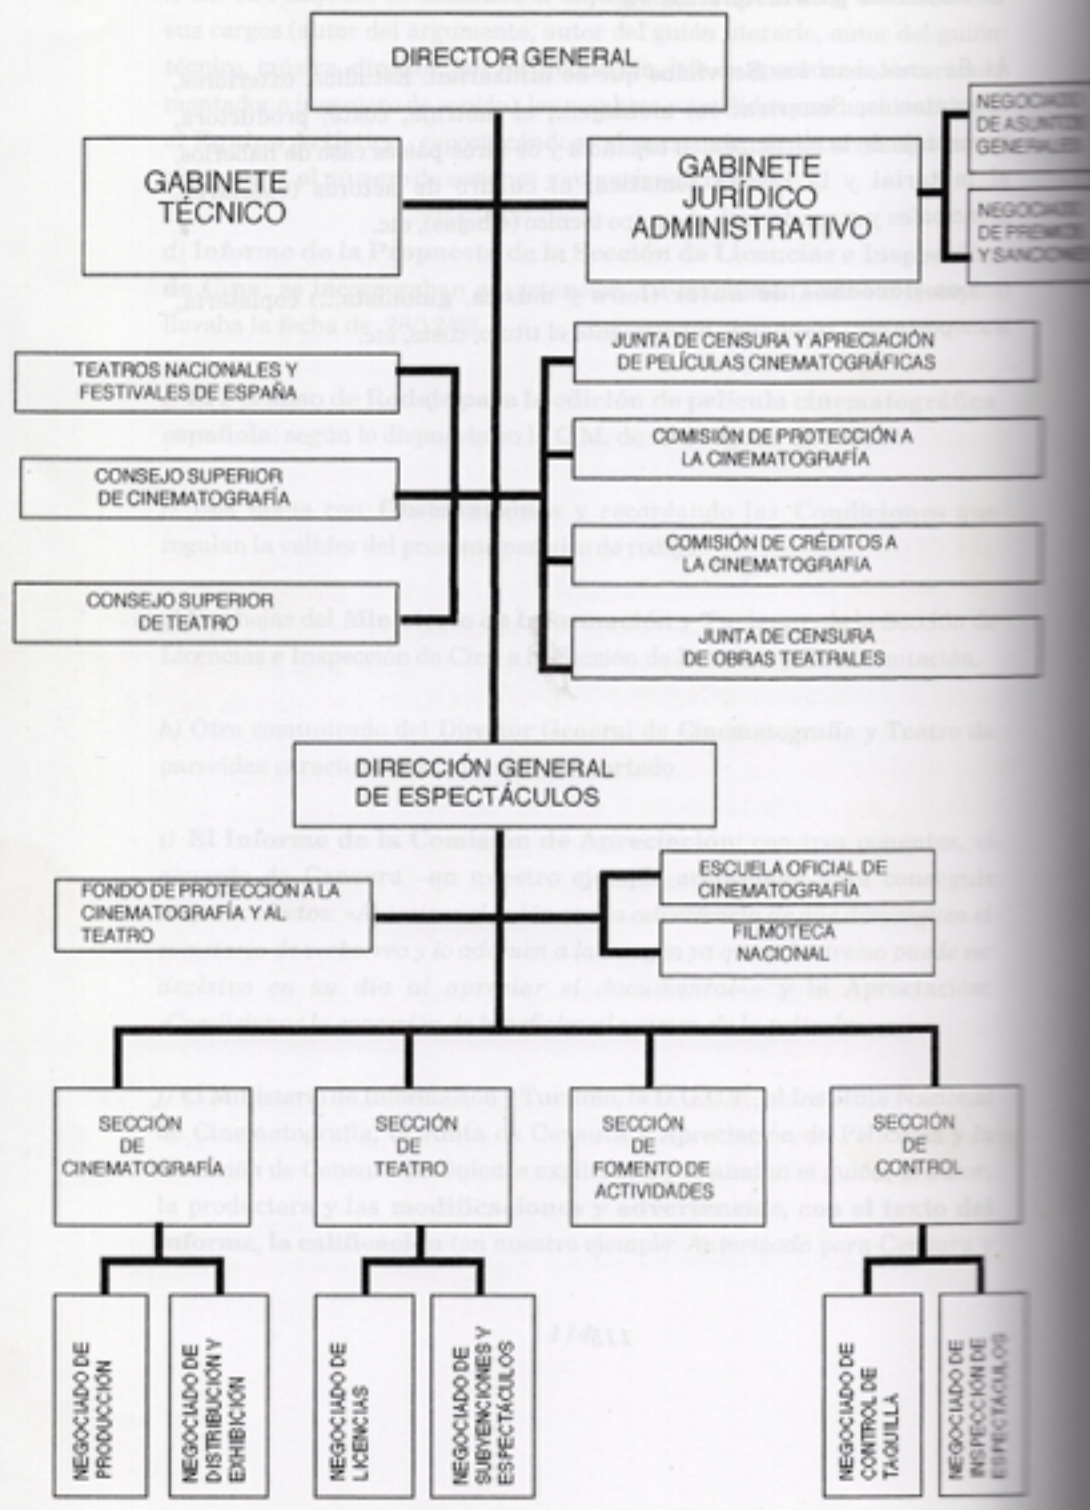 DIRECTOR GENERAL
GABINETE
TÉCNICO
GABINETE
JURÍDICO
ADMINISTRATIVO
NEGOCIADO
DE ASUNTOS
GENERALES
NEGOCIADO
DE PREMIOS
Y SANCIONES
TEATROS NACIONALES Y
FESTIVALES DE ESPAÑA
CONSEJO SUPERIOR
DE CINEMATOGRAFÍA
CONSEJO SUPERIOR
DE TEATRO
JUNTA DE CENSURA Y APRECIACIÓN
DE PELÍCULAS CINEMATOGRÁFICAS
COMISIÓN DE PROTECCIÓN A
LA CINEMATOGRAFÍA
COMISIÓN DE CRÉDITOS A
LA CINEMATOGRAFÍA
JUNTA DE CENSURA
DE OBRAS TEATRALES
DIRECCIÓN GENERAL
DE ESPECTÁCULOS
FONDO DE PROTECCIÓN A LA
CINEMATOGRAFÍA Y AL
TEATRO
ESCUELA OFICIAL DE
CINEMATOGRAFÍA
FILMOTECA
NACIONAL
SECCIÓN
DE
CINEMATOGRAFÍA
SECCIÓN
DE
TEATRO
SECCIÓN
DE
FOMENTO DE
ACTIVIDADES
SECCIÓN
DE
CONTROL
NEGOCIADO DE
PRODUCCIÓN
NEGOCIADO DE
DISTRIBUCIÓN Y
EXHIBICIÓN
NEGOCIADO DE
LICENCIAS
NEGOCIADO DE
SUBVENCIONES Y
ESPECTÁCULOS
NEGOCIADO DE
CONTROL DE
TAQUILLA
NEGOCIADO DE
INSPECCIÓN DE
ESPECTÁCULOS